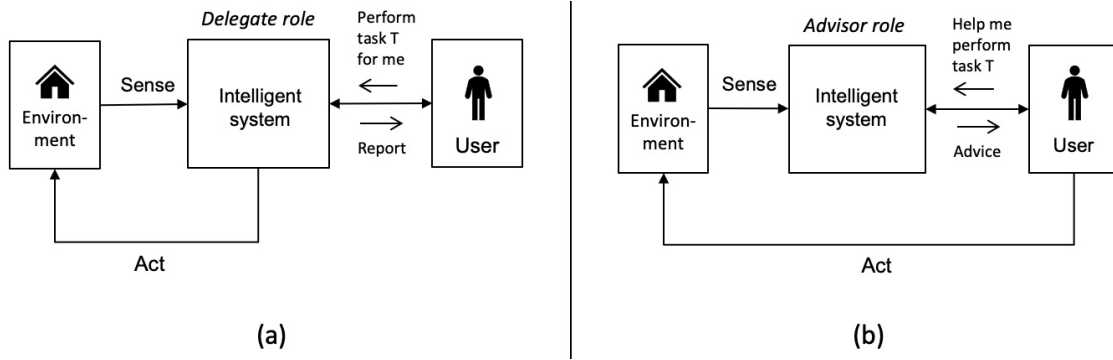 Delegate role
Perform
task T
for me
Sense
Environ-
ment
Intelligent
system
Report
User
Act
(a)
Advisor role
Help me
perform
task T
Sense
Environ-
ment
Intelligent
system
Advice
User
Act
(b)